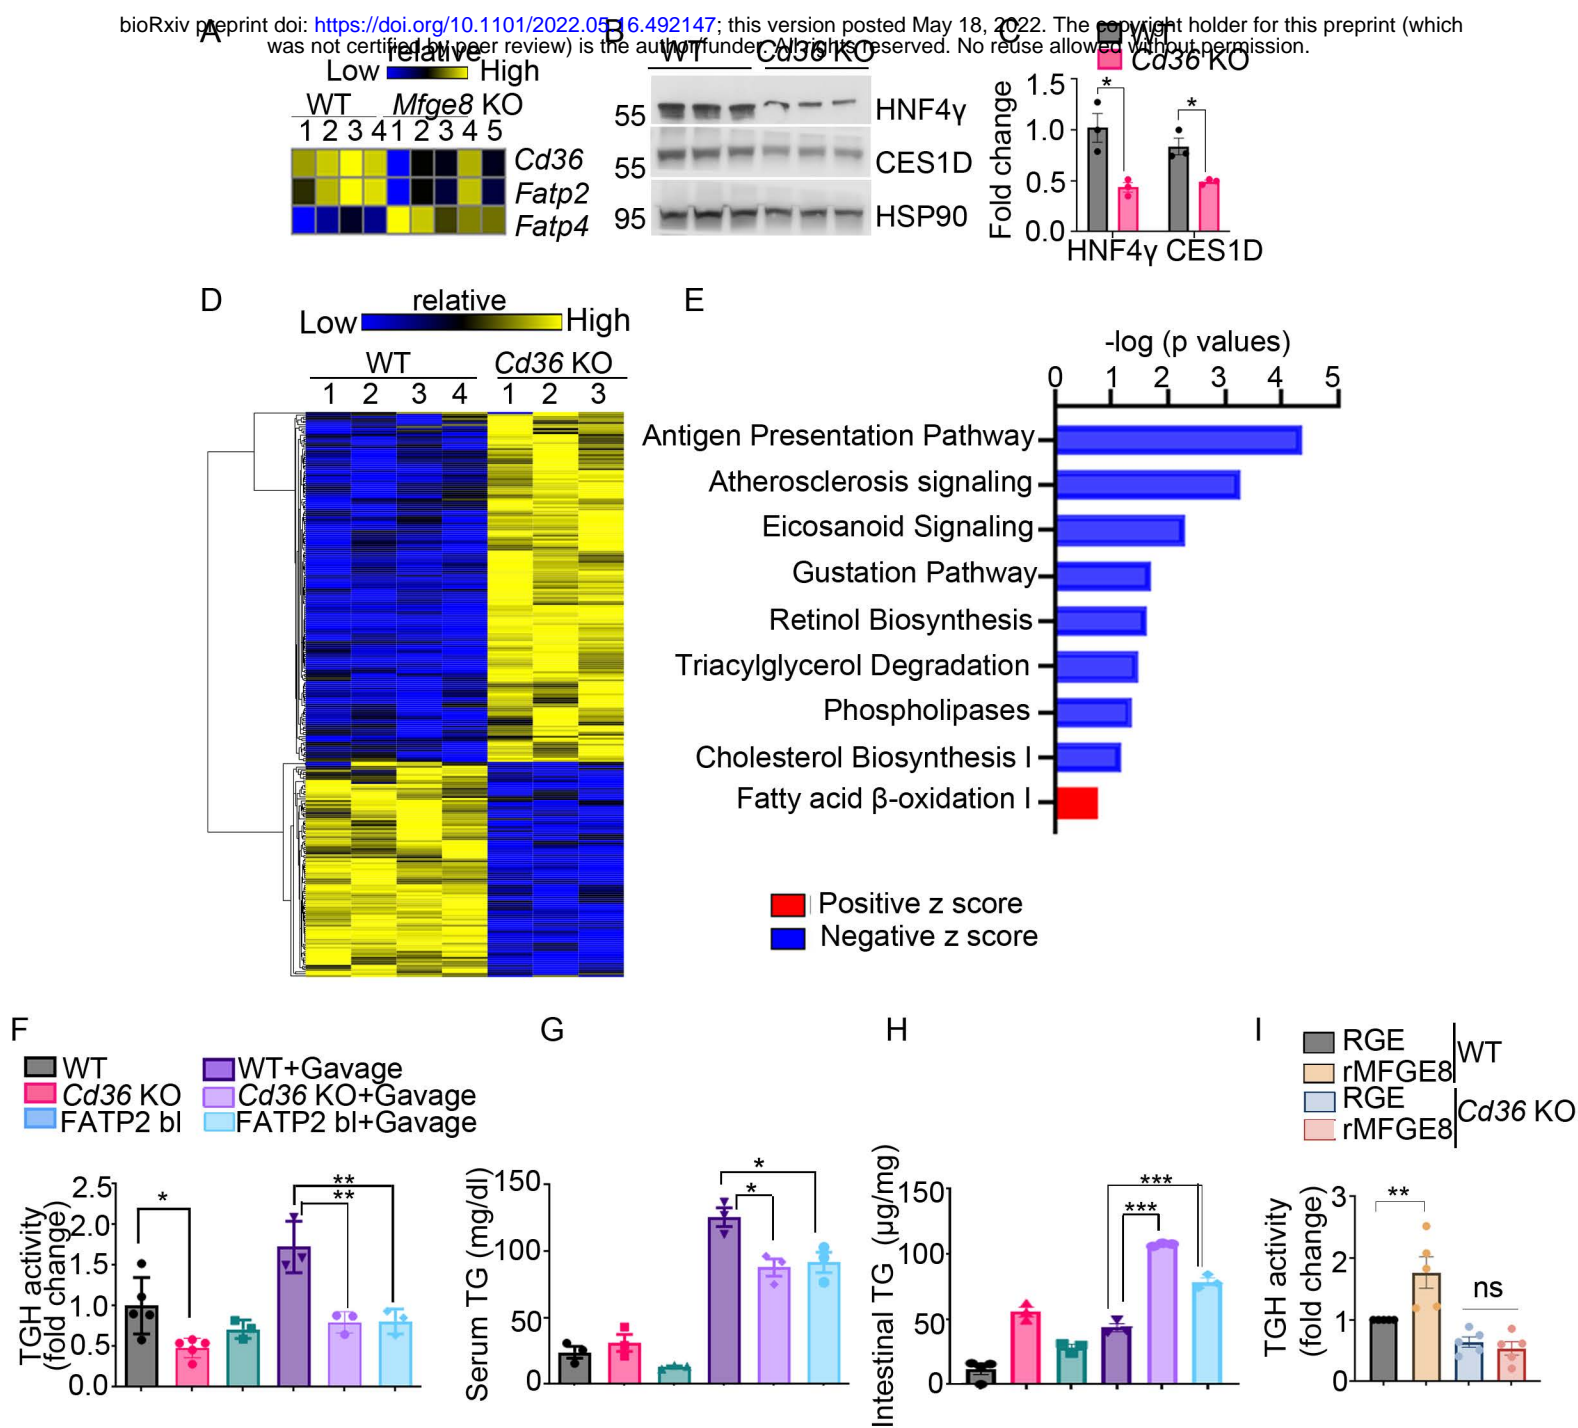 bioRxiv preprint doi: https://doi.org/10.1101/2022.05.16.492147; this version posted May 18, 2022. The copyright holder for this preprint (which
was not certified by peer review) is the author/funder. All rights reserved. No reuse allowed without permission.
A
relative
Low High
WT Mfge8 KO
1 2 3 4 1 2 3 4 5
Cd36
Fatp2
Fatp4
B
WT Cd36 KO
55 HNF4γ
55 CES1D
95 HSP90
C
WT
Cd36 KO
Fold change
1.5
1.0
0.5
0.0
* *
HNF4γ CES1D
D
relative
Low High
WT Cd36 KO
1 2 3 4 1 2 3
E
-log (p values)
0 1 2 3 4 5
Antigen Presentation Pathway
Atherosclerosis signaling
Eicosanoid Signaling
Gustation Pathway
Retinol Biosynthesis
Triacylglycerol Degradation
Phospholipases
Cholesterol Biosynthesis I
Fatty acid β-oxidation I
Positive z score
Negative z score
F
WT WT+Gavage
Cd36 KO Cd36 KO+Gavage
FATP2 bl FATP2 bl+Gavage
TGH activity
(fold change)
2.5
2.0
1.5
1.0
0.5
0.0
* ** **
G
Serum TG (mg/dl)
150
100
50
0
* *
H
Intestinal TG (µg/mg)
150
100
50
0
*** ***
I
RGE
rMFGE8
WT
RGE
rMFGE8
Cd36 KO
TGH activity
(fold change)
3
2
1
0
** ns